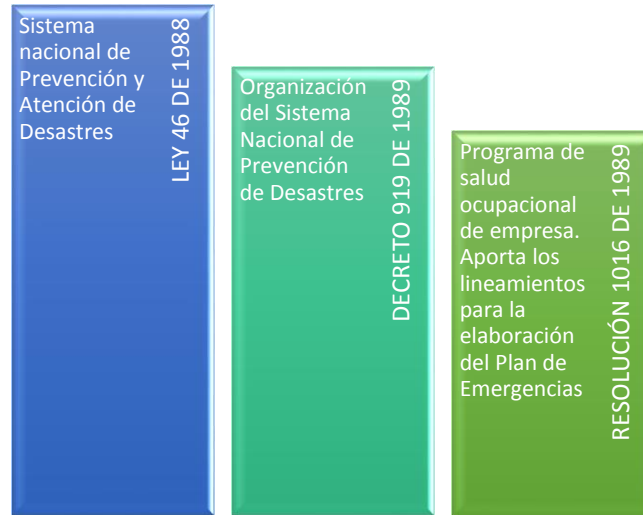 Sistema
nacional de
Prevención y
Atención de
Desastres
LEY 46 DE 1988
Organización
del Sistema
Nacional de
Prevención
de Desastres
DECRETO 919 DE 1989
Programa de
salud
ocupacional
de empresa.
Aporta los
lineamientos
para la
elaboración
del Plan de
Emergencias
RESOLUCIÓN 1016 DE 1989